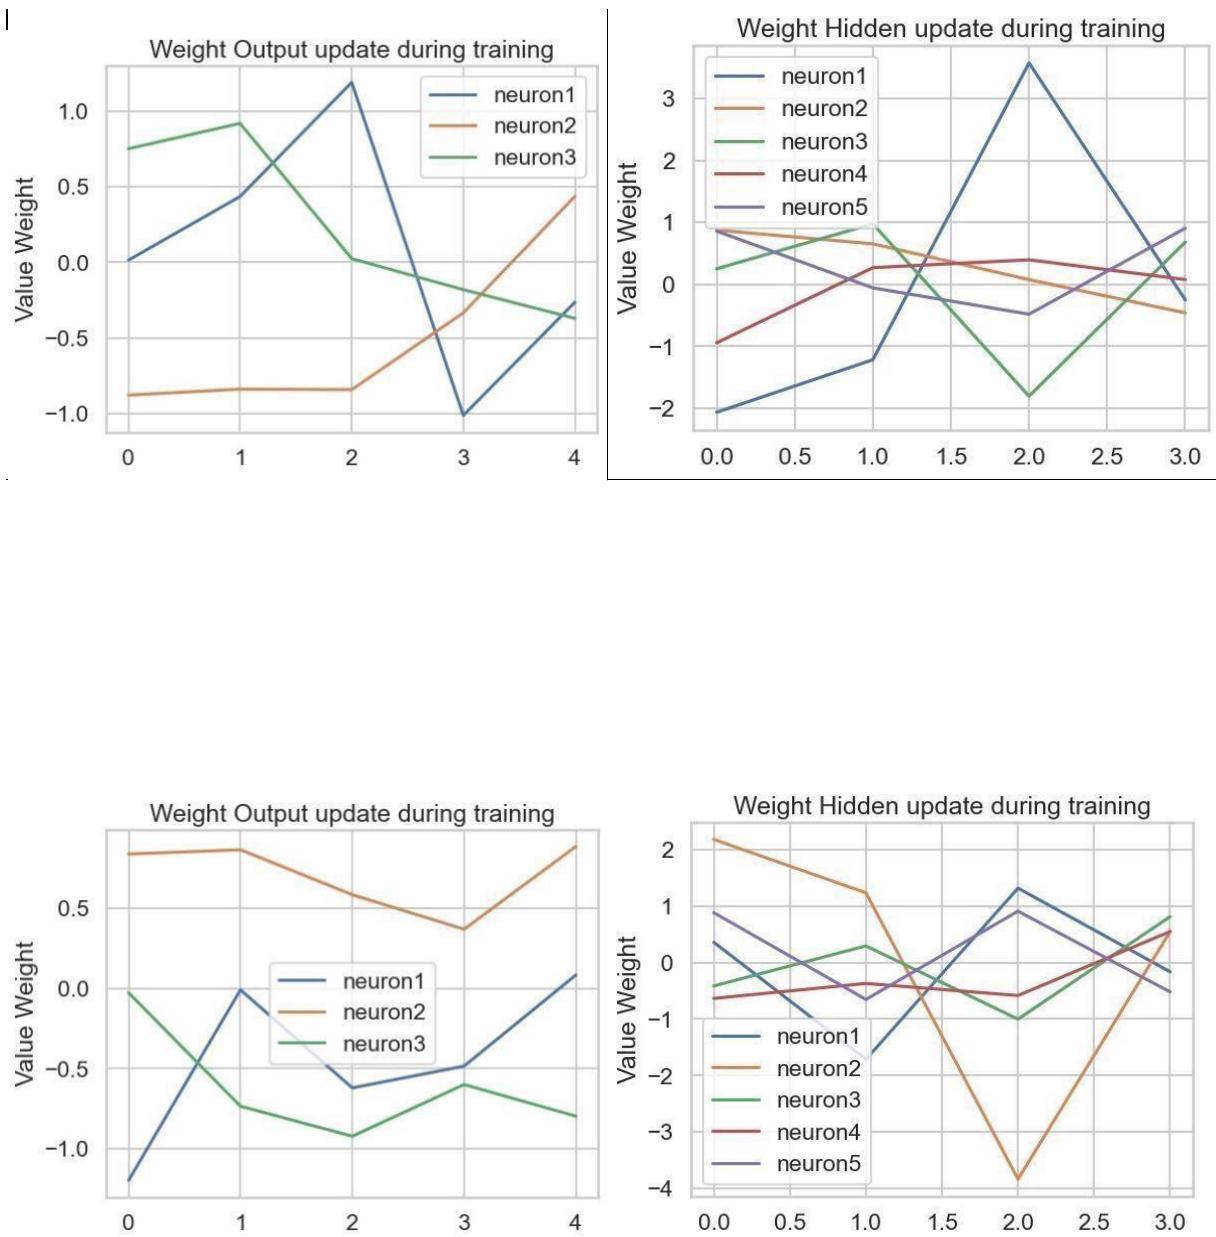 Weight Output update during training
Value Weight
1.0
0.5
0.0
−0.5
−1.0
0 1 2 3 4
neuron1
neuron2
neuron3
Weight Hidden update during training
Value Weight
3
2
1
0
−1
−2
0.0 0.5 1.0 1.5 2.0 2.5 3.0
neuron1
neuron2
neuron3
neuron4
neuron5
Weight Output update during training
Value Weight
0.5
0.0
−0.5
−1.0
0 1 2 3 4
neuron1
neuron2
neuron3
Weight Hidden update during training
Value Weight
2
1
0
−1
−2
−3
−4
0.0 0.5 1.0 1.5 2.0 2.5 3.0
neuron1
neuron2
neuron3
neuron4
neuron5